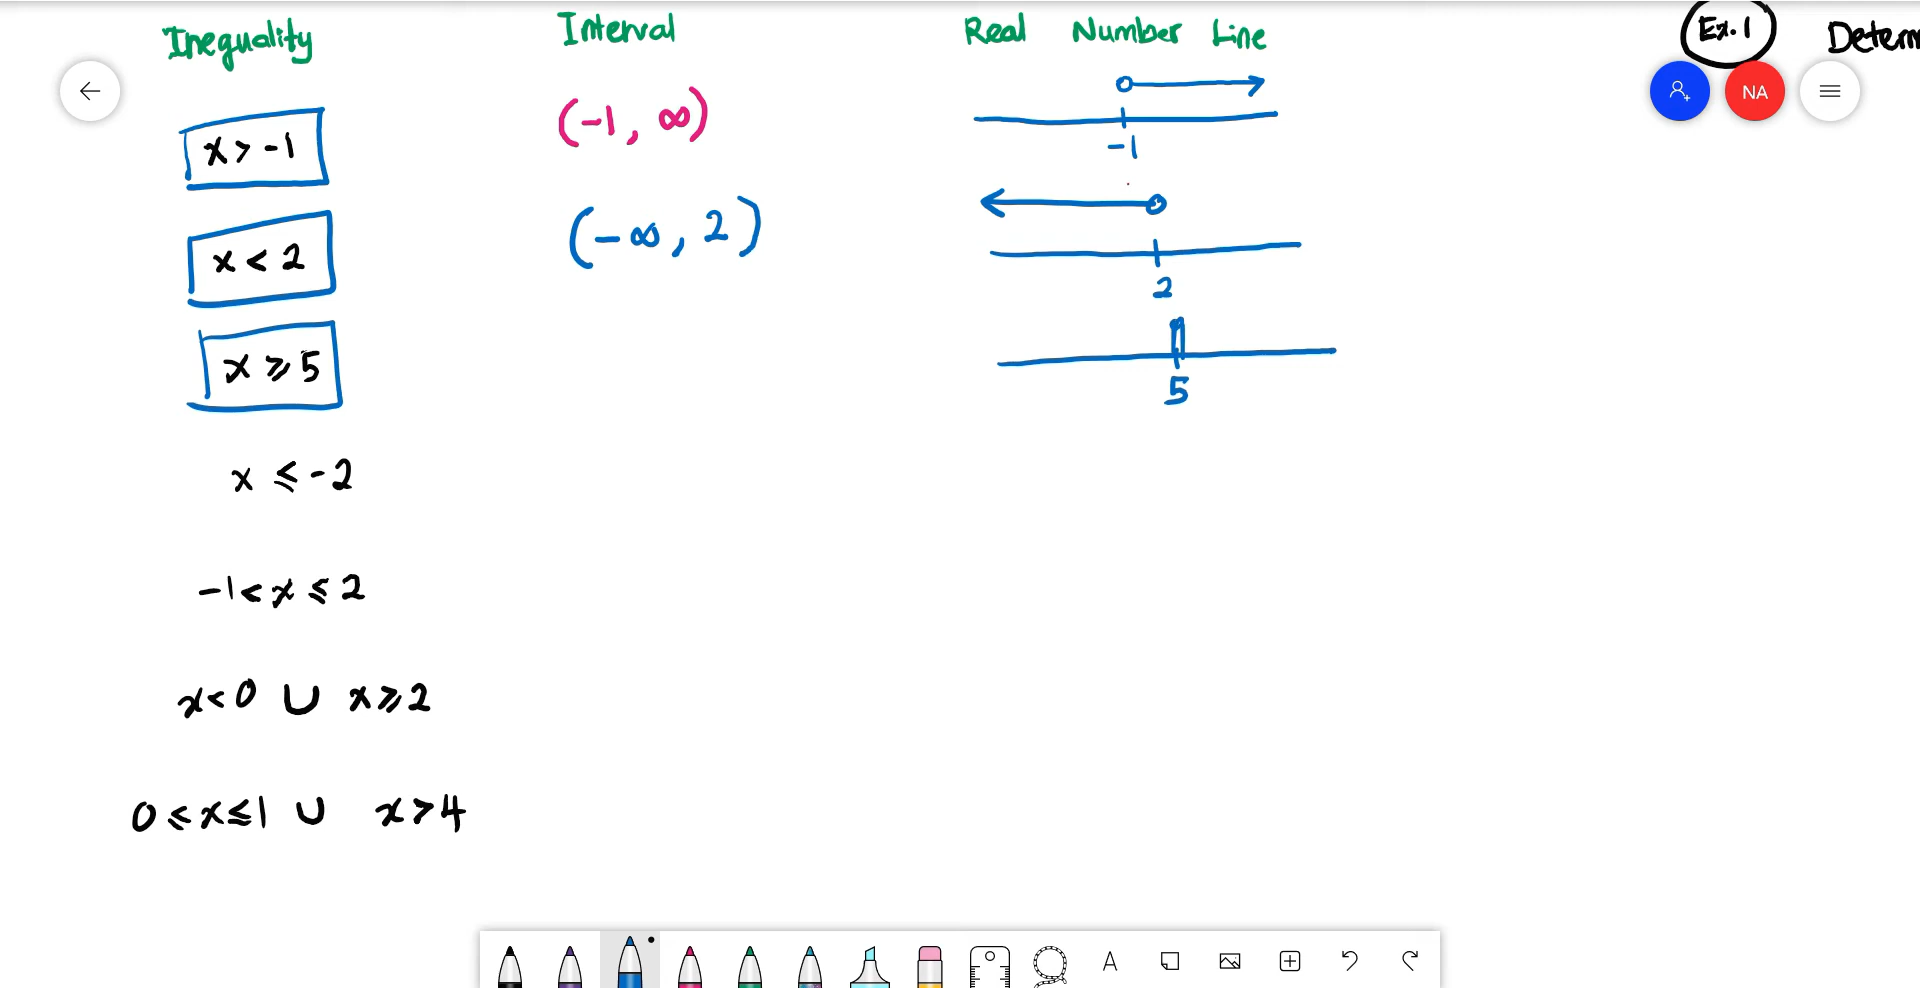 Inequality Interval Real Number Line Ex.1 Determ
NA
x > -1 (-1, ∞)
-1
x < 2 (-∞, 2)
2
x ⩾ 5
5
x ⩽ -2
-1 < x ⩽ 2
x < 0 ∪ x ⩾ 2
0 ⩽ x ⩽ 1 ∪ x > 4
A